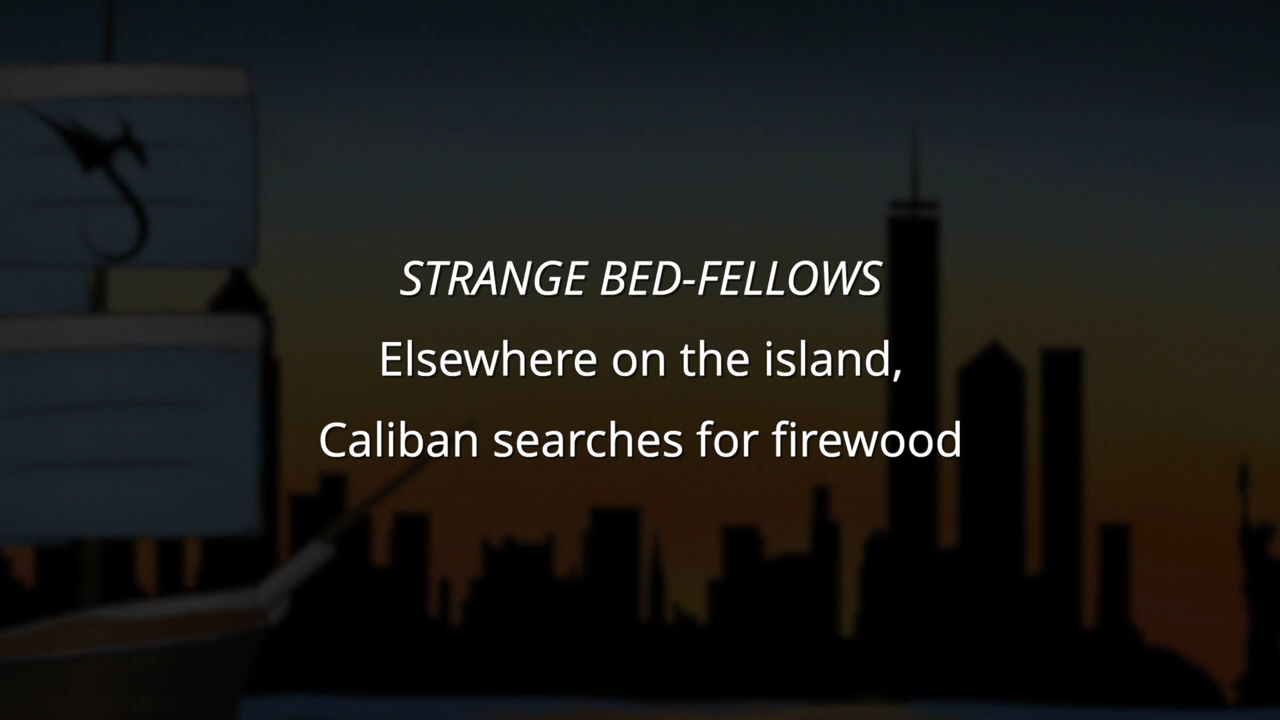 STRANGE BED-FELLOWS
Elsewhere on the island,
Caliban searches for firewood